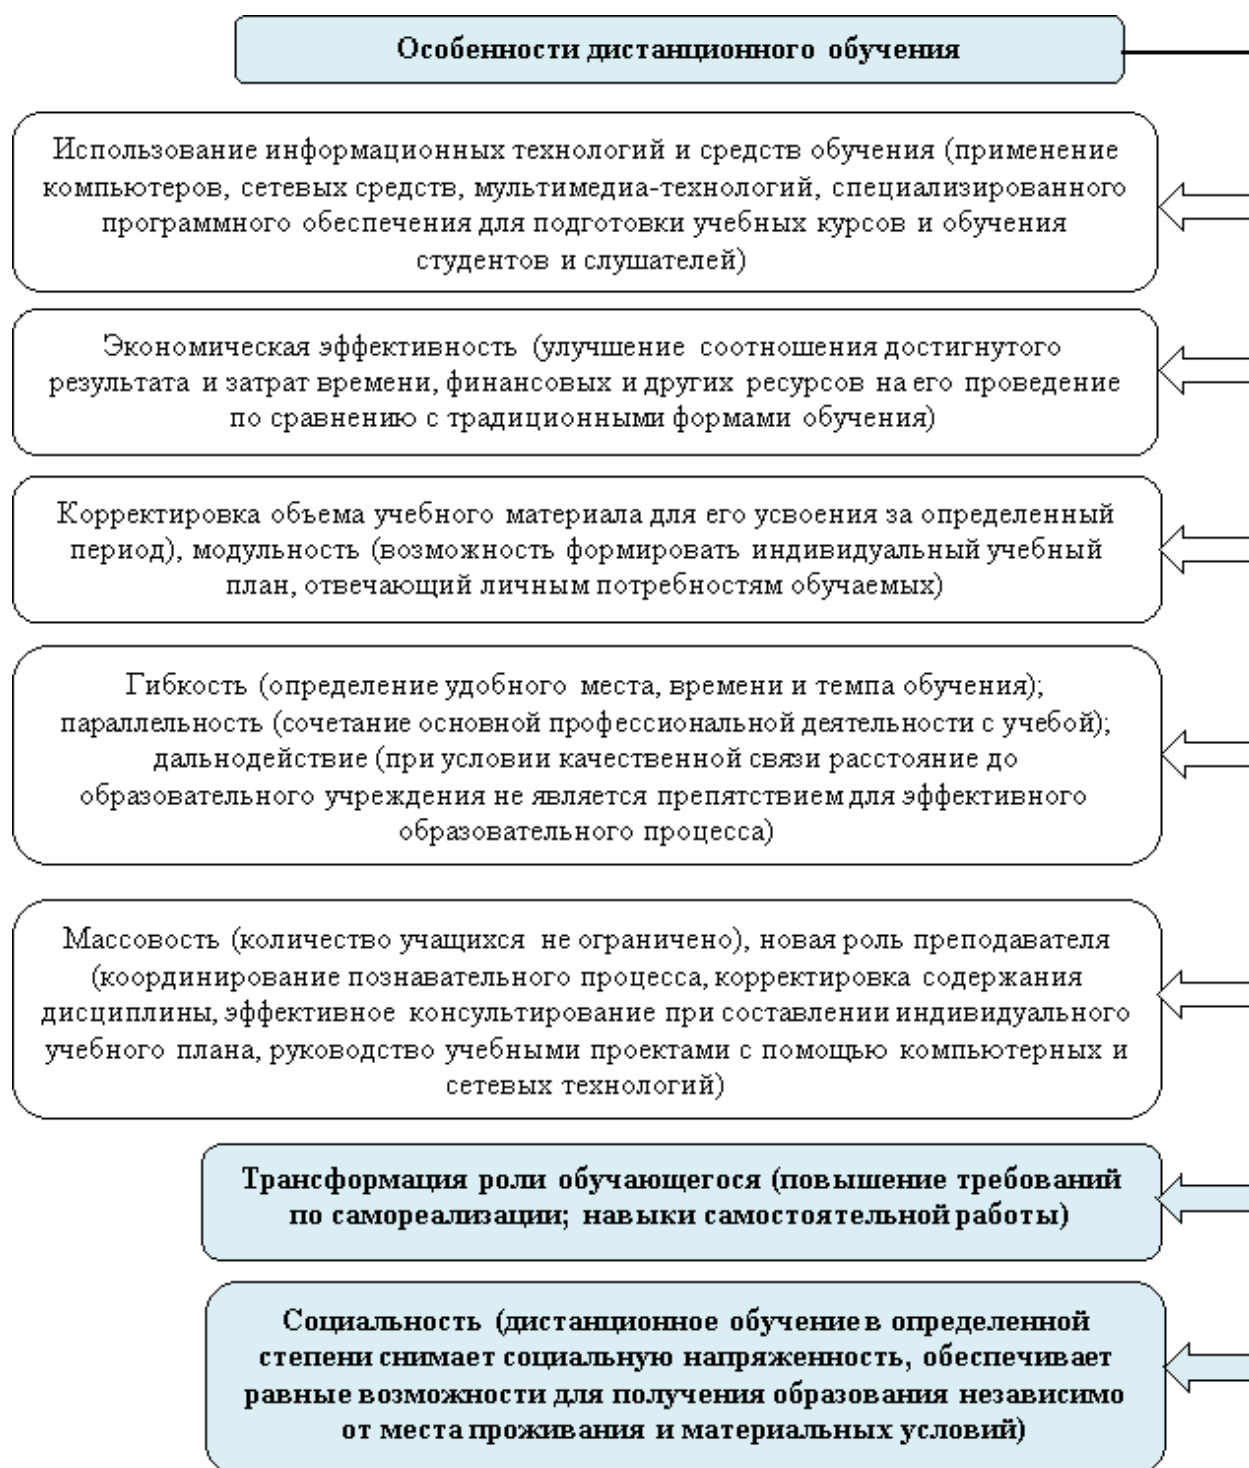 Особенности дистанционного обучения
Использование информационных технологий и средств обучения (применение
компьютеров, сетевых средств, мультимедиа-технологий, специализированного
программного обеспечения для подготовки учебных курсов и обучения
студентов и слушателей)
Экономическая эффективность (улучшение соотношения достигнутого
результата и затрат времени, финансовых и других ресурсов на его проведение
по сравнению с традиционными формами обучения)
Корректировка объема учебного материала для его усвоения за определенный
период), модульность (возможность формировать индивидуальный учебный
план, отвечающий личным потребностям обучаемых)
Гибкость (определение удобного места, времени и темпа обучения);
параллельность (сочетание основной профессиональной деятельности с учебой);
дальнодействие (при условии качественной связи расстояние до
образовательного учреждения не является препятствием для эффективного
образовательного процесса)
Массовость (количество учащихся не ограничено), новая роль преподавателя
(координирование познавательного процесса, корректировка содержания
дисциплины, эффективное консультирование при составлении индивидуального
учебного плана, руководство учебными проектами с помощью компьютерных и
сетевых технологий)
Трансформация роли обучающегося (повышение требований
по самореализации; навыки самостоятельной работы)
Социальность (дистанционное обучение в определенной
степени снимает социальную напряженность, обеспечивает
равные возможности для получения образования независимо
от места проживания и материальных условий)